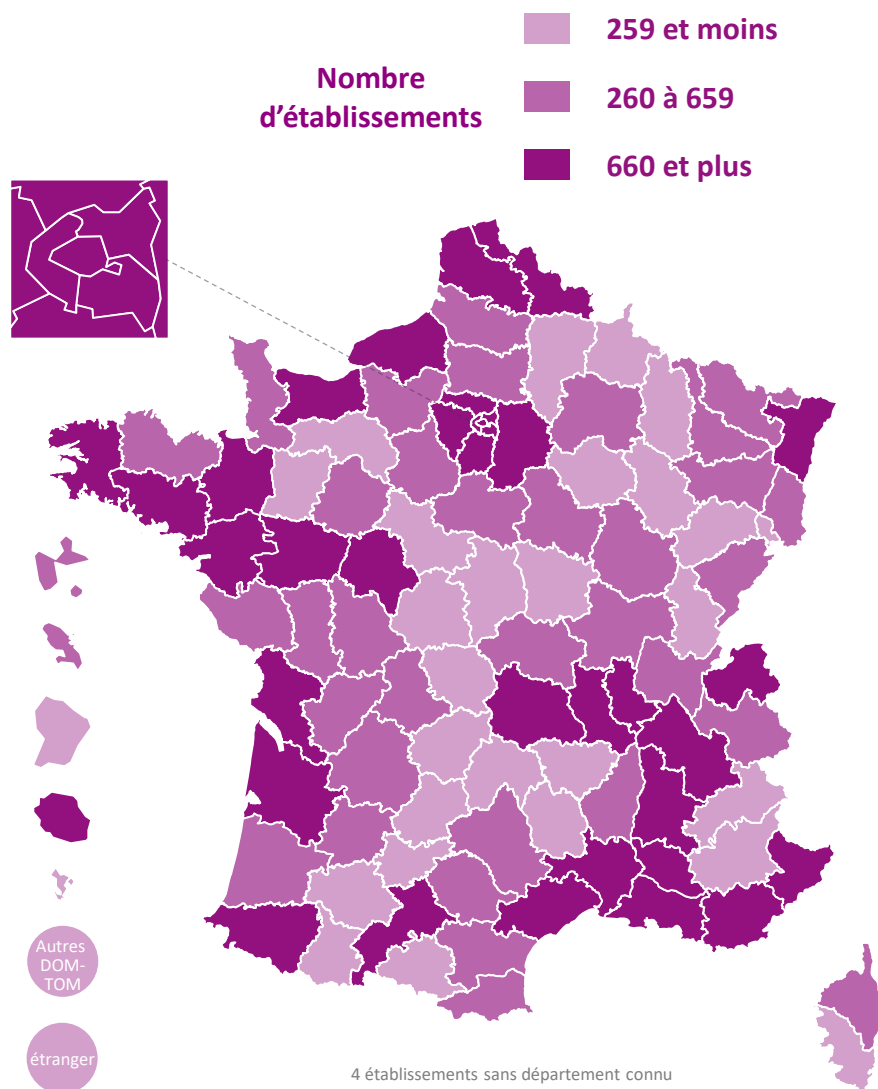 259 et moins
Nombre
d'établissements
260 à 659
660 et plus
Autres
DOM-
TOM
étranger
4 établissements sans département connu